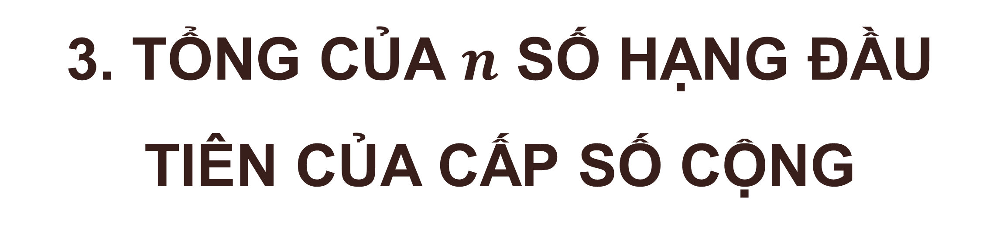 3. TỔNG CỦA n SỐ HẠNG ĐẦU
TIÊN CỦA CẤP SỐ CỘNG